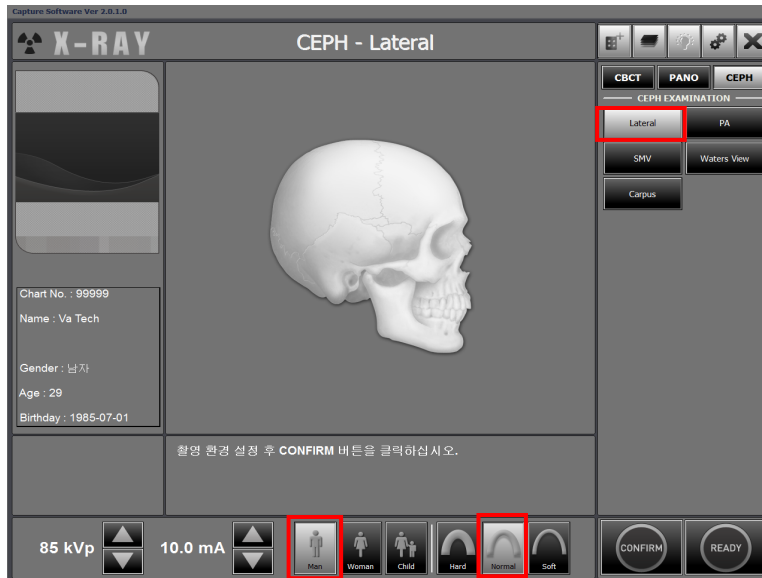 Capture Software Ver 2.0.1.0
X-RAY
CEPH - Lateral
CBCT PANO CEPH
CEPH EXAMINATION
Lateral PA
SMV Waters View
Carpus
Chart No. : 99999
Name : Va Tech
Gender : 남자
Age : 29
Birthday : 1985-07-01
촬영 환경 설정 후 CONFIRM 버튼을 클릭하십시오.
85 kVp 10.0 mA Man Woman Child Hard Normal Soft CONFIRM READY